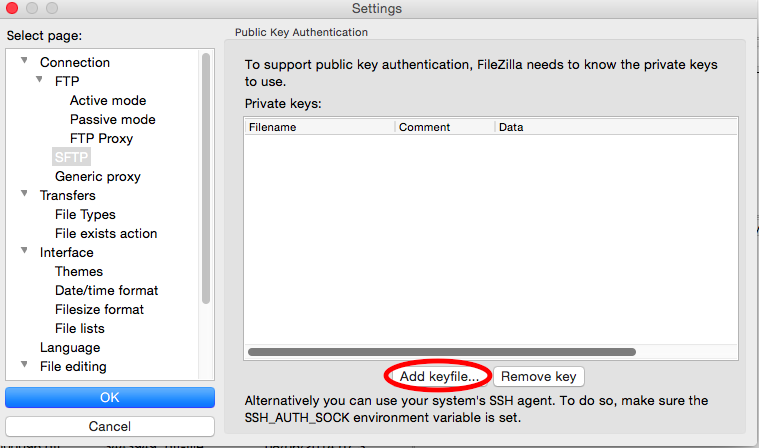 Settings
Select page:
Connection
FTP
Active mode
Passive mode
FTP Proxy
SFTP
Generic proxy
Transfers
File Types
File exists action
Interface
Themes
Date/time format
Filesize format
File lists
Language
File editing
OK
Cancel
Public Key Authentication
To support public key authentication, FileZilla needs to know the private keys
to use.
Private keys:
Filename Comment Data
Add keyfile... Remove key
Alternatively you can use your system's SSH agent. To do so, make sure the
SSH_AUTH_SOCK environment variable is set.